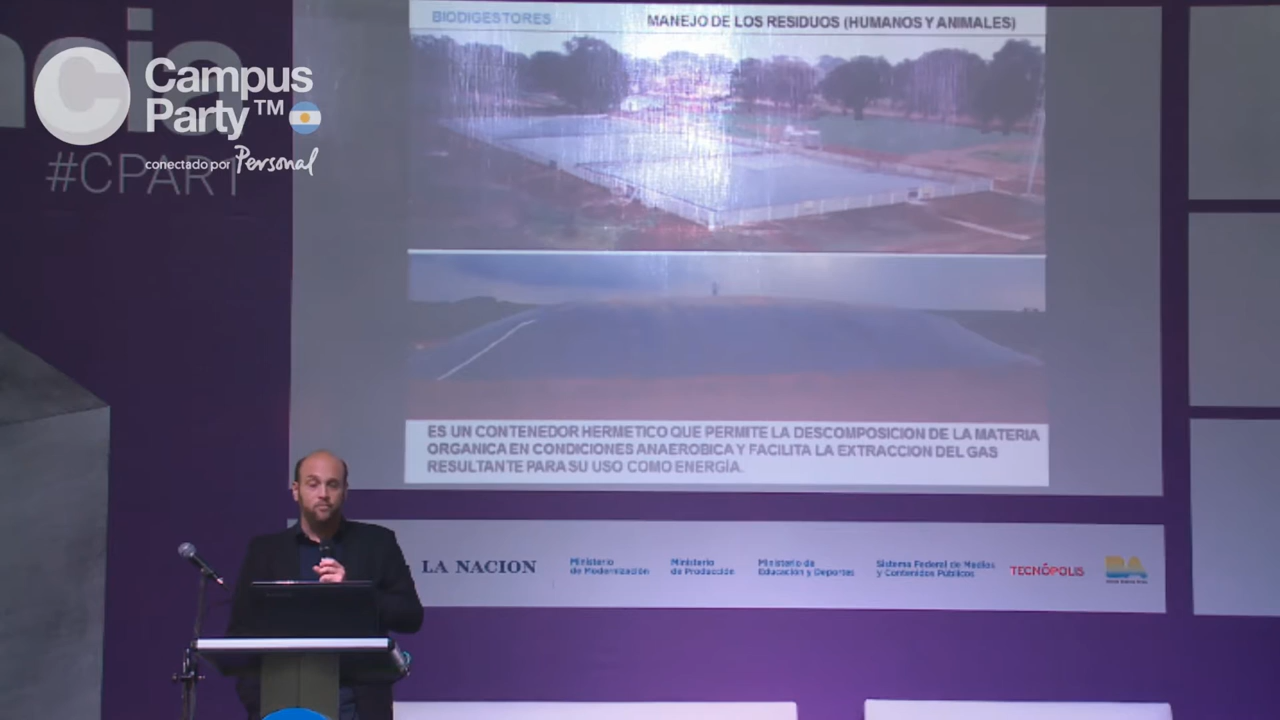 Campus
Party™
conectado por Personal
#CPAR1
BIODIGESTORES
MANEJO DE LOS RESIDUOS (HUMANOS Y ANIMALES)
ES UN CONTENEDOR HERMETICO QUE PERMITE LA DESCOMPOSICION DE LA MATERIA
ORGANICA EN CONDICIONES ANAEROBICA Y FACILITA LA EXTRACCION DEL GAS
RESULTANTE PARA SU USO COMO ENERGÍA.
LA NACION
Ministerio
de Modernización
Ministerio
de Producción
Ministerio de
Educación y Deportes
Sistema Federal de Medios
y Contenidos Públicos
TECNÓPOLIS
BA